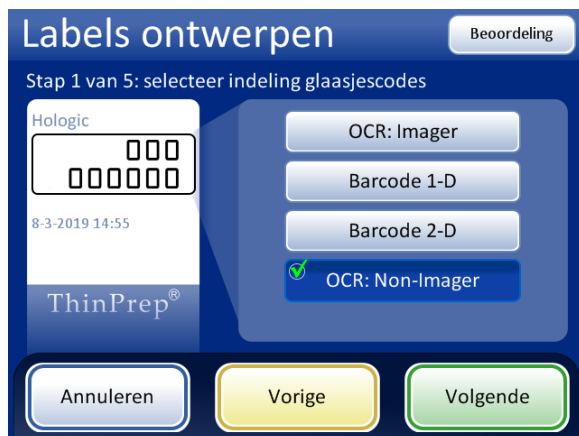 Labels ontwerpen
Beoordeling
Stap 1 van 5: selecteer indeling glaasjescodes
Hologic
000
000000
8-3-2019 14:55
ThinPrep®
OCR: Imager
Barcode 1-D
Barcode 2-D
OCR: Non-Imager
Annuleren
Vorige
Volgende